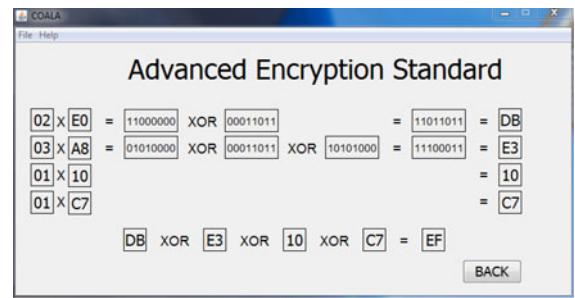 COALA
File Help
Advanced Encryption Standard
02 X E0 = 11000000 XOR 00011011 = 11011011 = DB
03 X A8 = 01010000 XOR 00011011 XOR 10101000 = 11100011 = E3
01 X 10 = 10
01 X C7 = C7
DB XOR E3 XOR 10 XOR C7 = EF
BACK